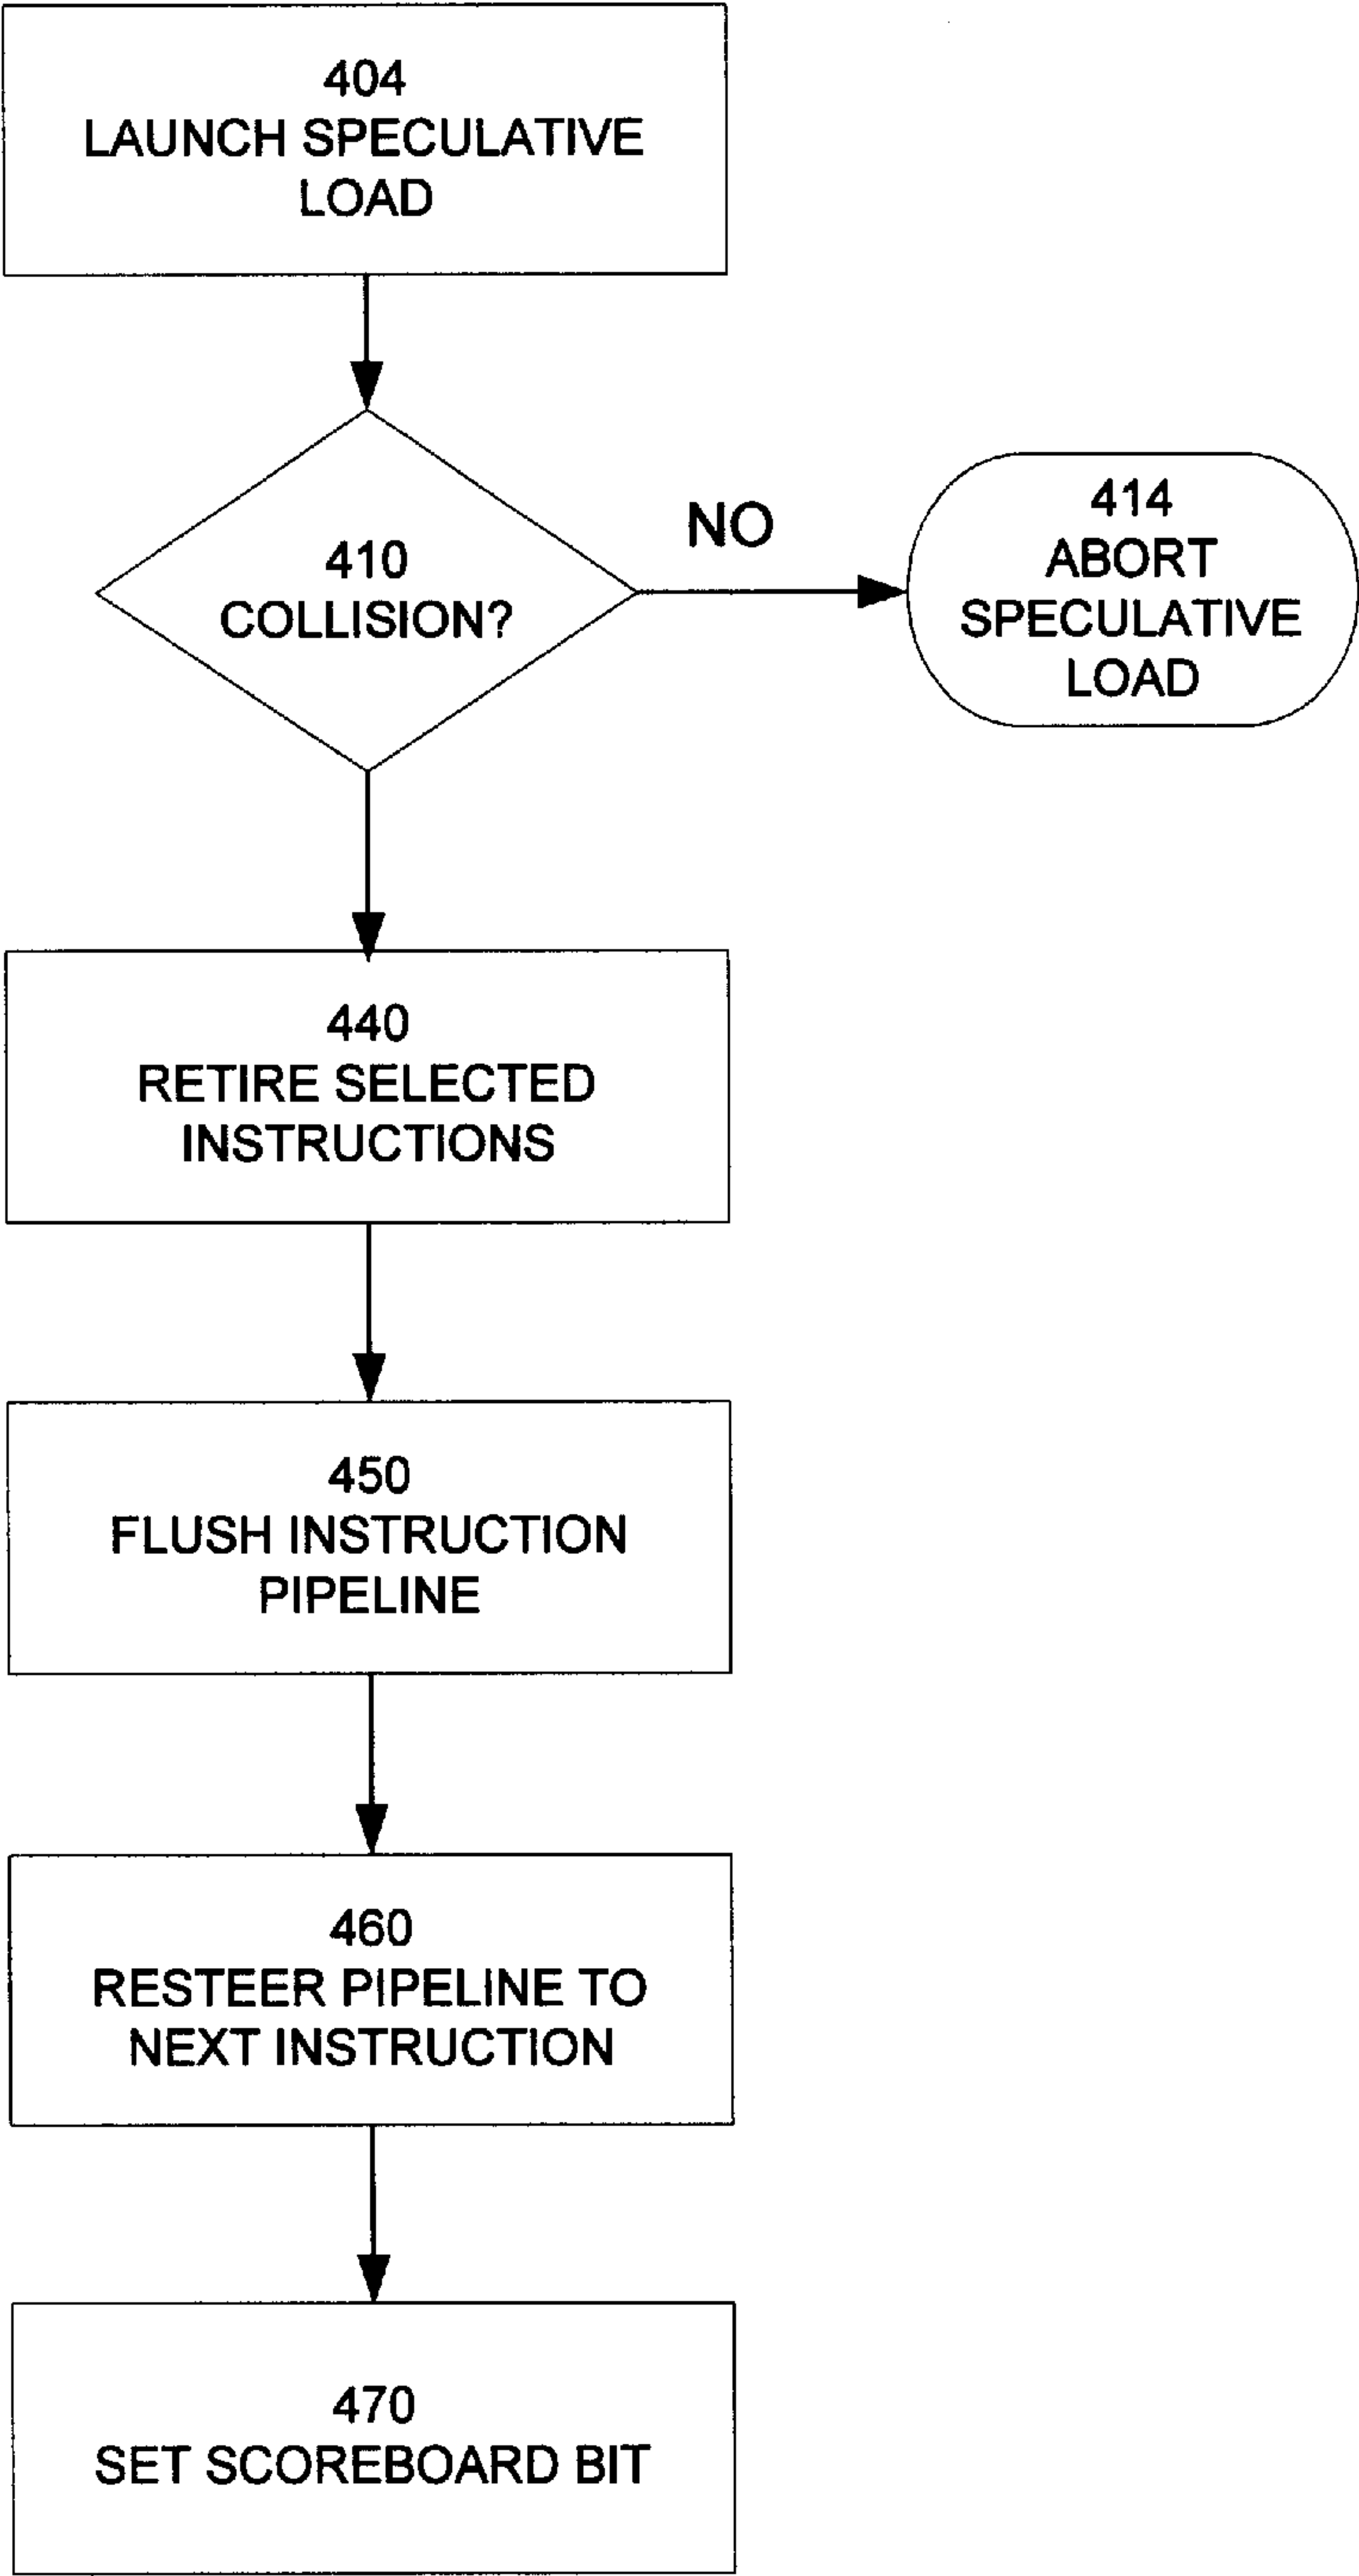 404
LAUNCH SPECULATIVE
LOAD
410
COLLISION?
NO
414
ABORT
SPECULATIVE
LOAD
440
RETIRE SELECTED
INSTRUCTIONS
450
FLUSH INSTRUCTION
PIPELINE
460
RESTEER PIPELINE TO
NEXT INSTRUCTION
470
SET SCOREBOARD BIT